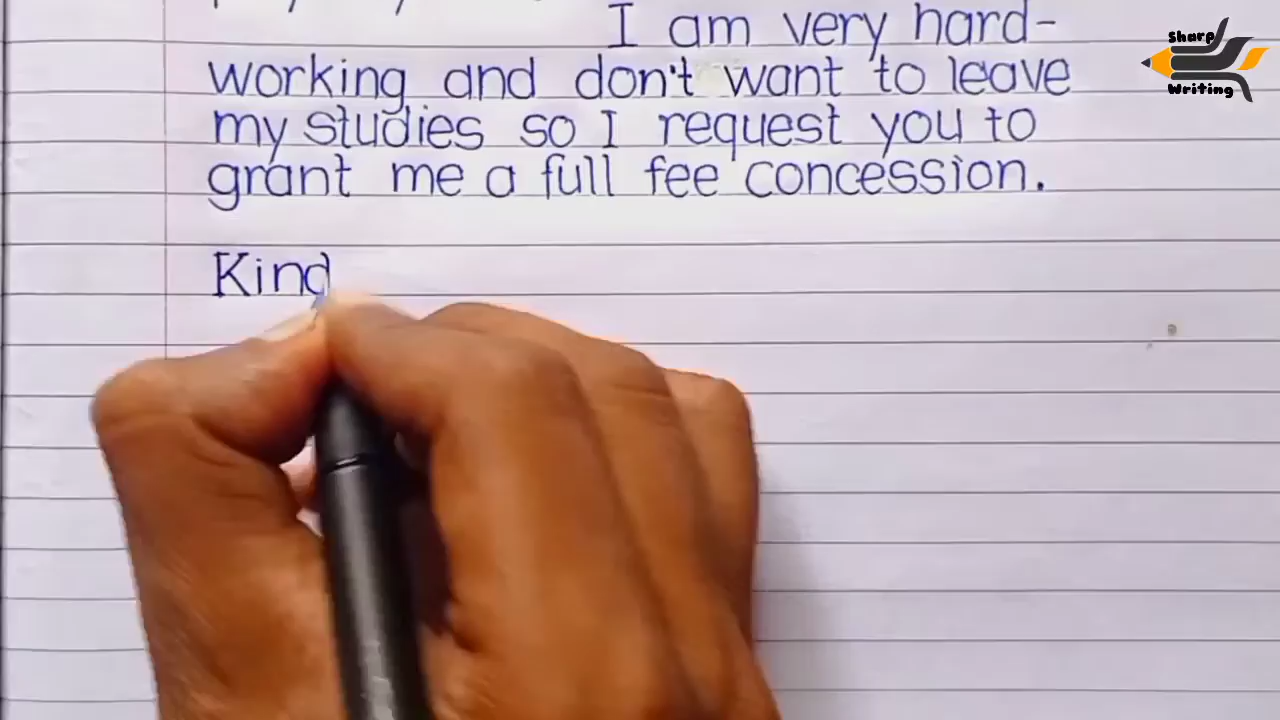 I am very hard-
working and don't want to leave
my studies so I request you to
grant me a full fee concession.
Kind
Sharp
Writing